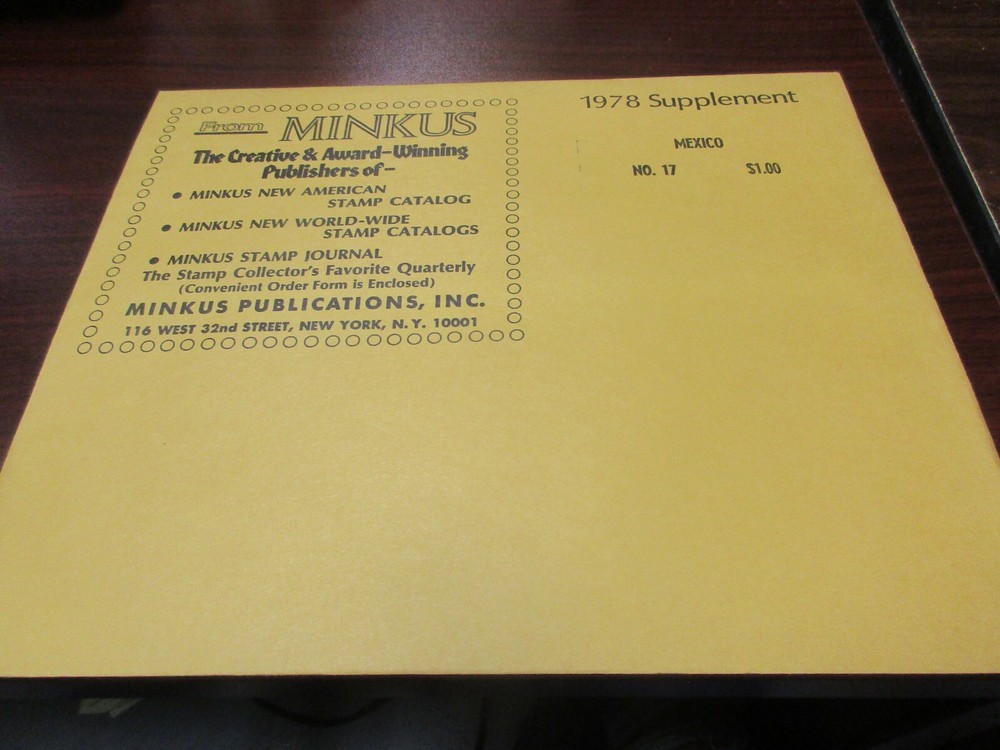 From MINKUS
The Creative & Award-Winning
Publishers of-
• MINKUS NEW AMERICAN
STAMP CATALOG
• MINKUS NEW WORLD-WIDE
STAMP CATALOGS
• MINKUS STAMP JOURNAL
The Stamp Collector's Favorite Quarterly
(Convenient Order Form is Enclosed)
MINKUS PUBLICATIONS, INC.
116 WEST 32nd STREET, NEW YORK, N.Y. 10001
1978 Supplement
MEXICO
NO. 17 $1.00